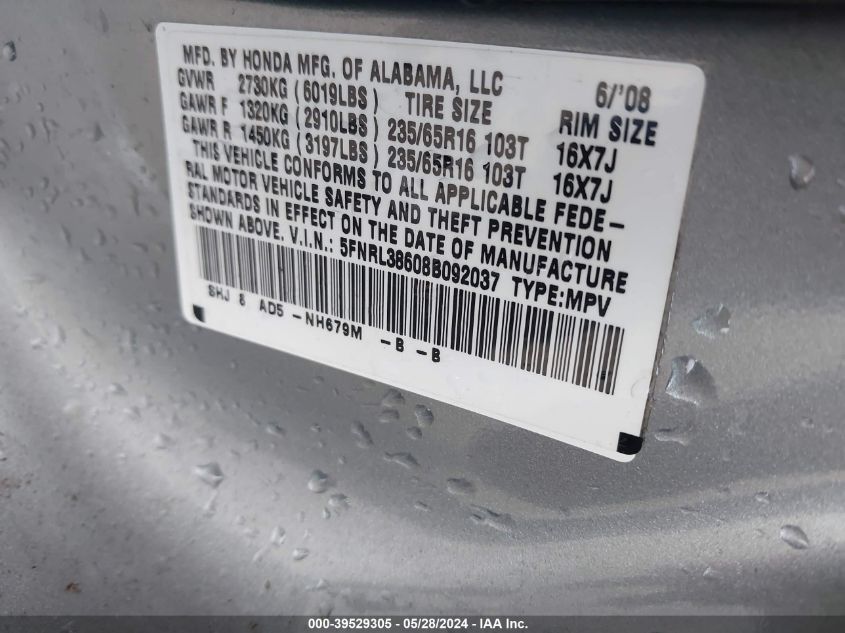 MFD. BY HONDA MFG. OF ALABAMA, LLC 6/'08
GVWR 2730KG (6019LBS) TIRE SIZE RIM SIZE
GAWR F 1320KG (2910LBS) 235/65R16 103T 16X7J
GAWR R 1450KG (3197LBS) 235/65R16 103T 16X7J
THIS VEHICLE CONFORMS TO ALL APPLICABLE FEDE-
RAL MOTOR VEHICLE SAFETY AND THEFT PREVENTION
STANDARDS IN EFFECT ON THE DATE OF MANUFACTURE
SHOWN ABOVE. V.I.N.: 5FNRL38608B092037 TYPE:MPV
SHJ 8 AD5 -NH679M -B -B
000-39529305 - 05/28/2024 - IAA Inc.